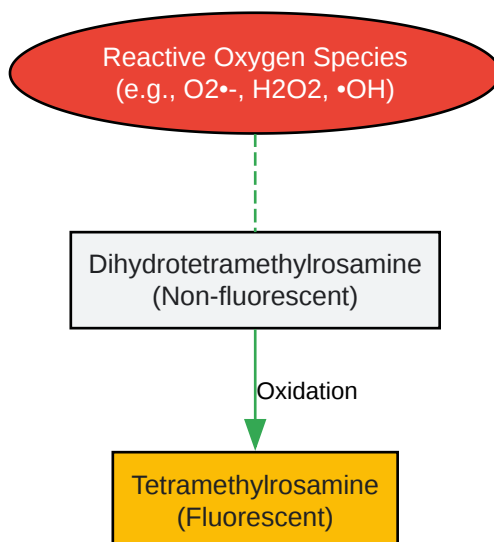 Reactive Oxygen Species
(e.g., O2•-, H2O2, •OH)
Dihydrotetramethylrosamine
(Non-fluorescent)
Oxidation
Tetramethylrosamine
(Fluorescent)